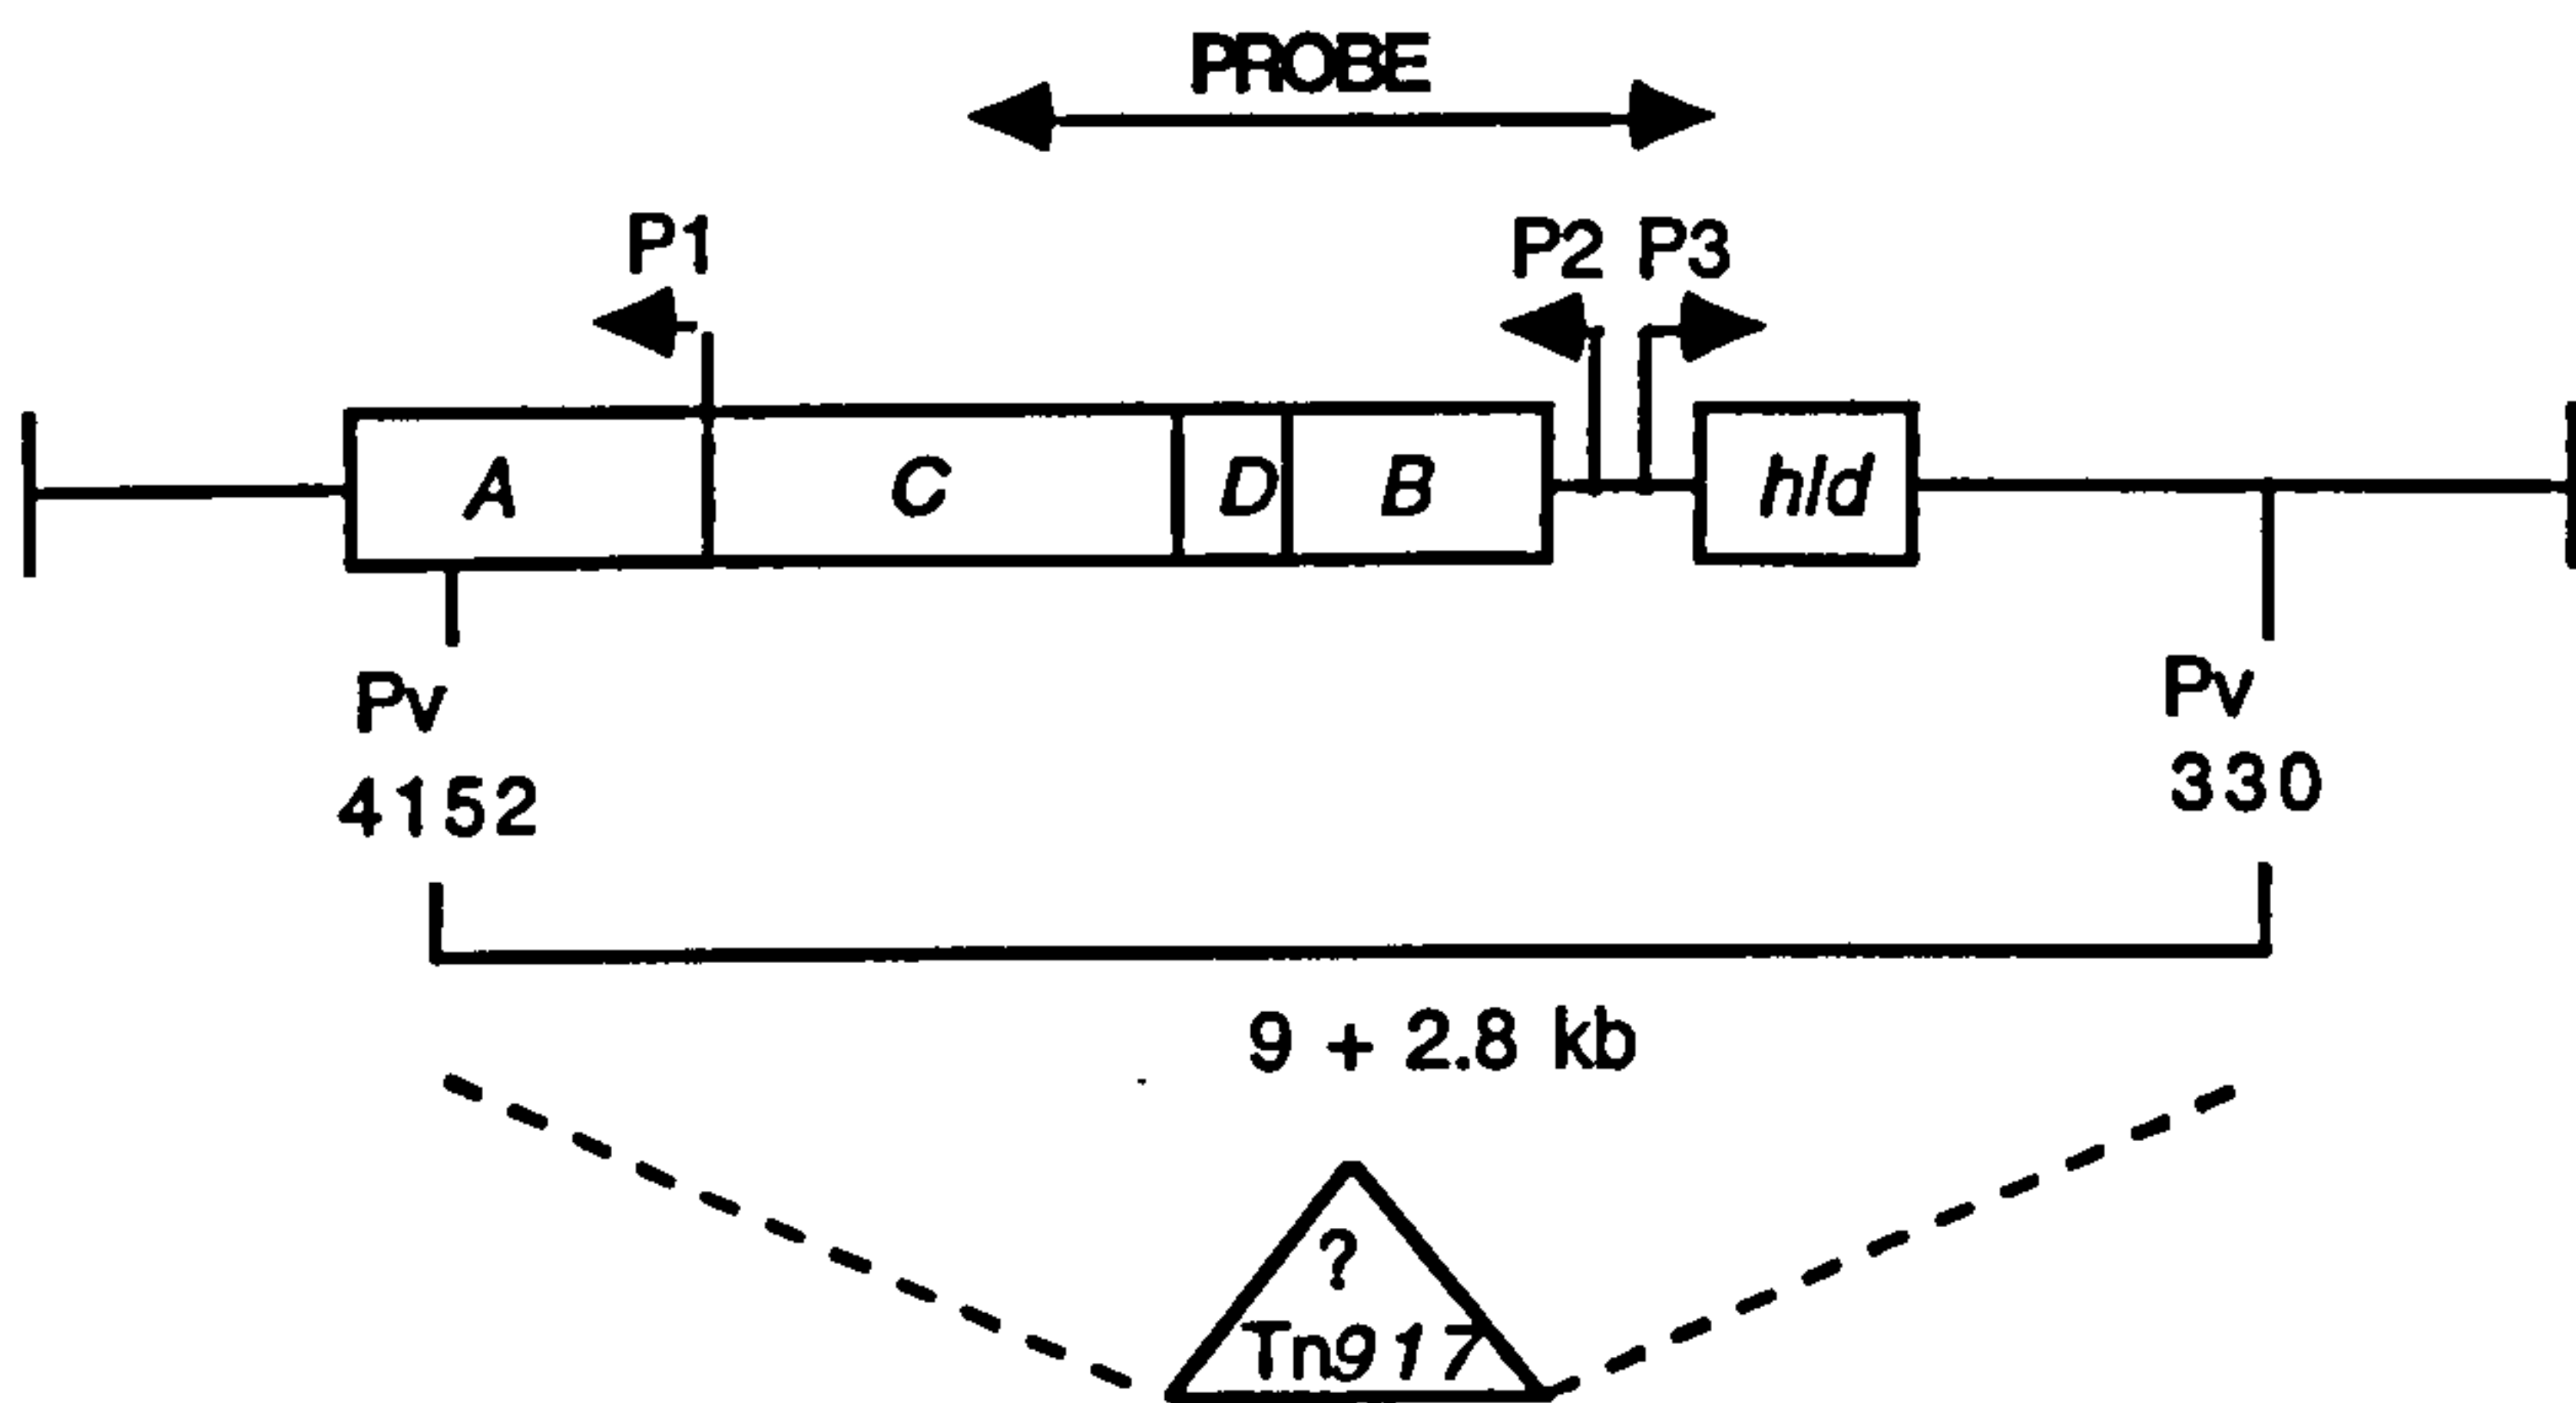 PROBE
P1 P2 P3
A C D B hld
Pv Pv
4152 330
9 + 2.8 kb
?
Tn917